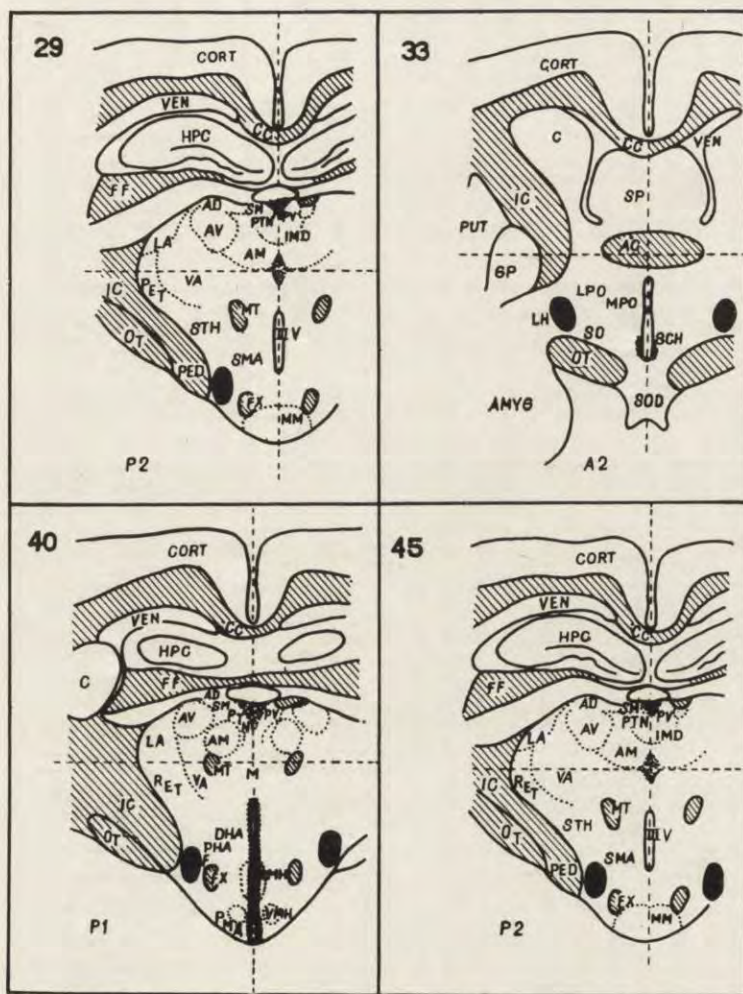 29
CORT
VEN
CC
HPC
FF
AD SM PTN PV
AV IMD
LA AM
IC RET VA
MT
OT STH IIIV
SMA
PED
FX MM
P2
33
CORT
C CC VEN
IC SP
PUT
GP AC
LPO MPO
LH SO SCH
OT
AMYG SOD
A2
40
CORT
VEN CC
HPC
C FF
AD
SM PV
AV
LA AM
MT M
RET VA
IC
DHA
OT PHA
F
FX
VMH
P1
45
CORT
VEN
CC
HPC
FF
AD SM PTN PV
AV IMD
LA AM
IC RET VA
MT
OT STH IIIV
SMA
PED
FX MM
P2